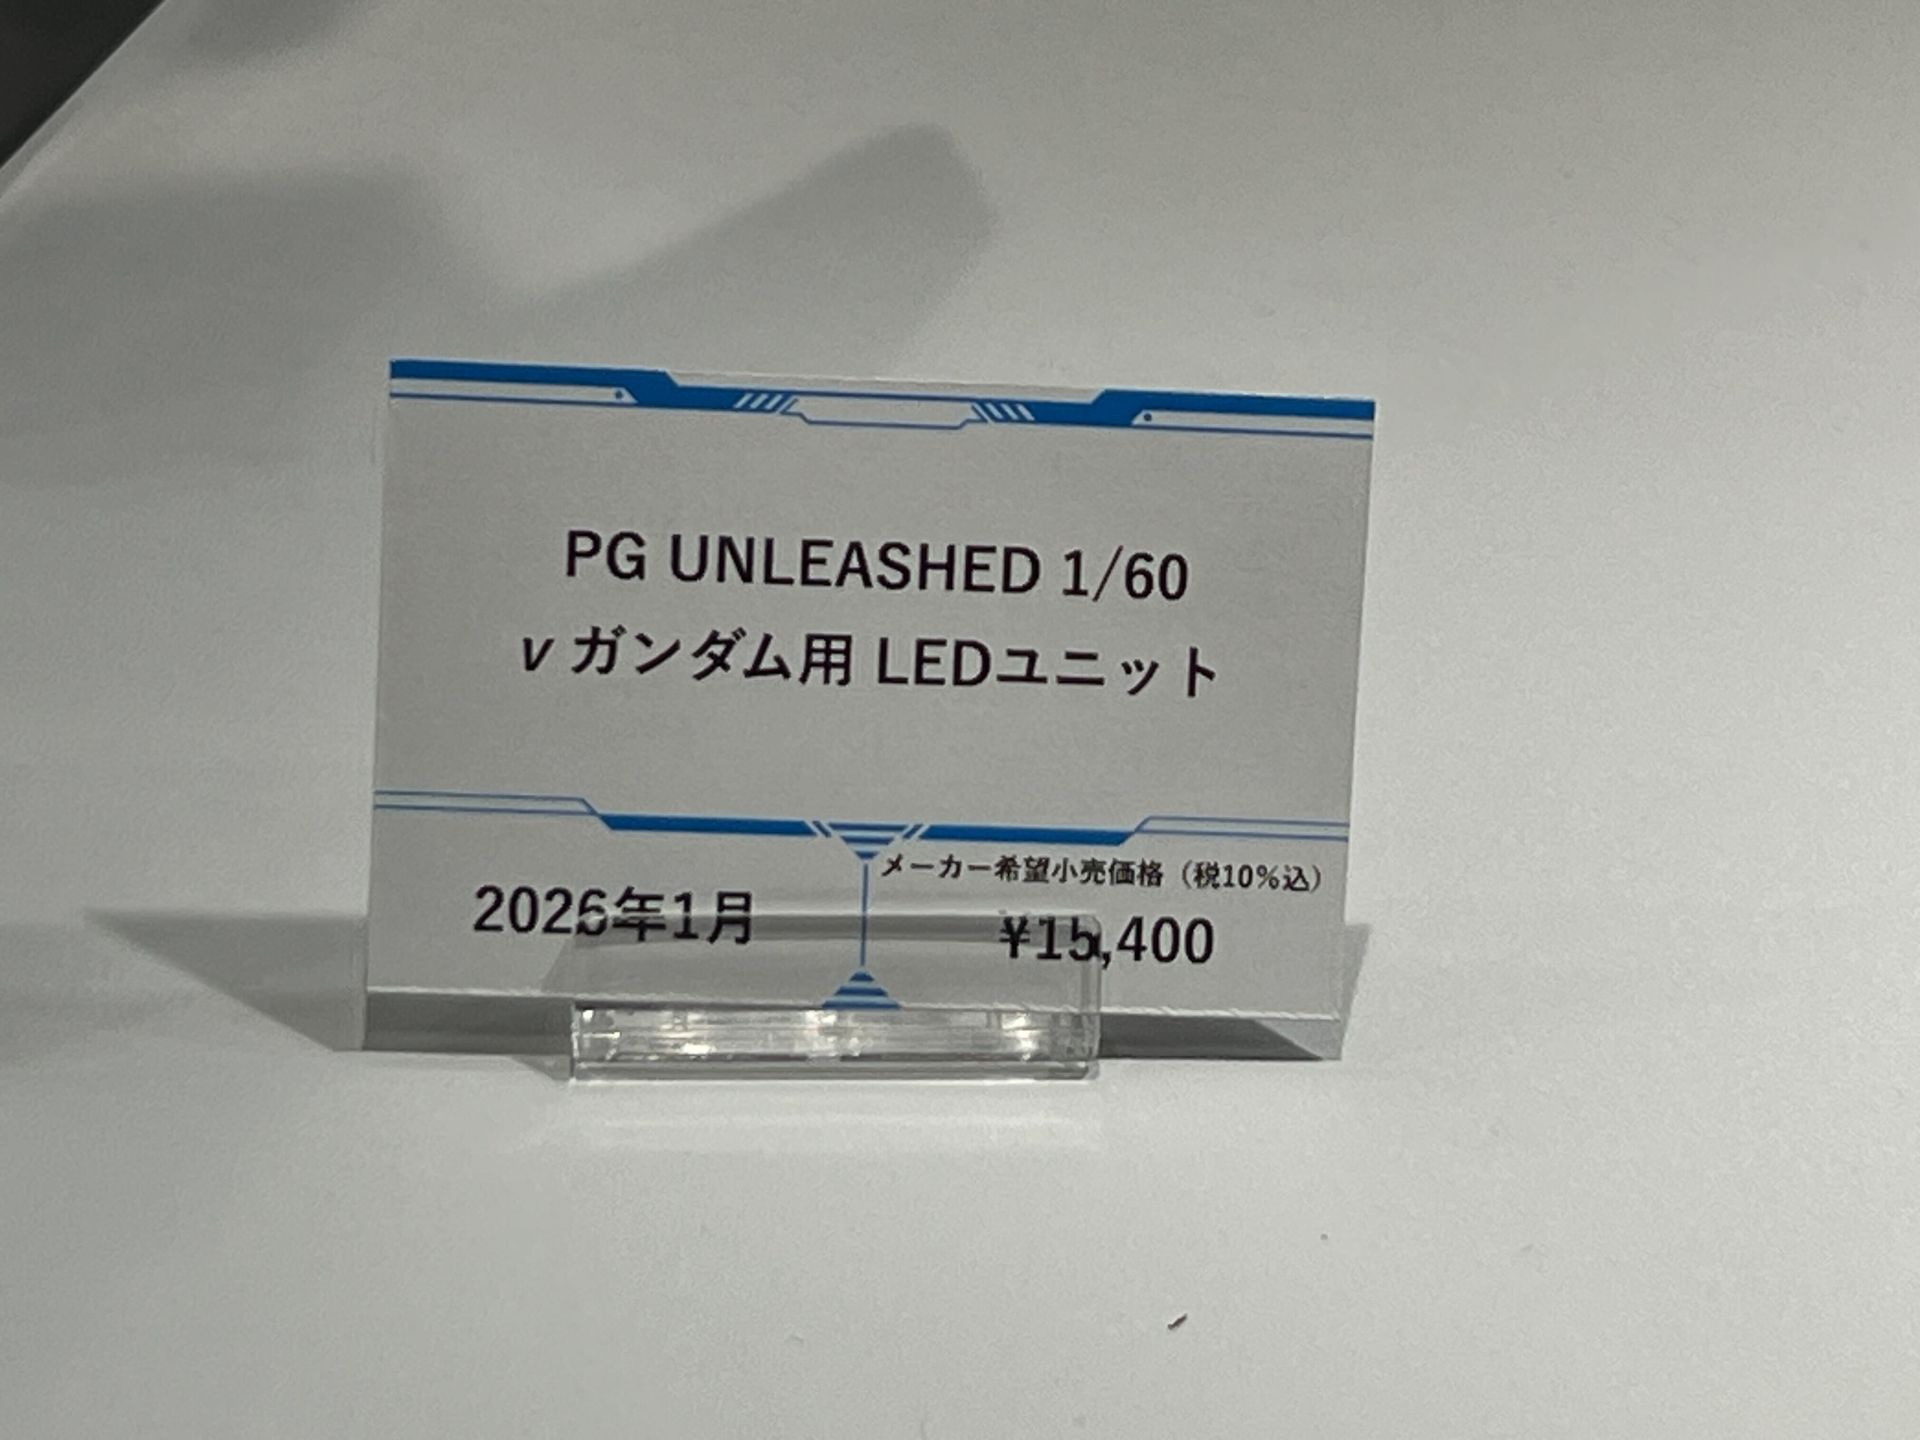 PG UNLEASHED 1/60
ν ガンダム用 LEDユニット
2026年1月
メーカー希望小売価格（税10%込）
¥15,400